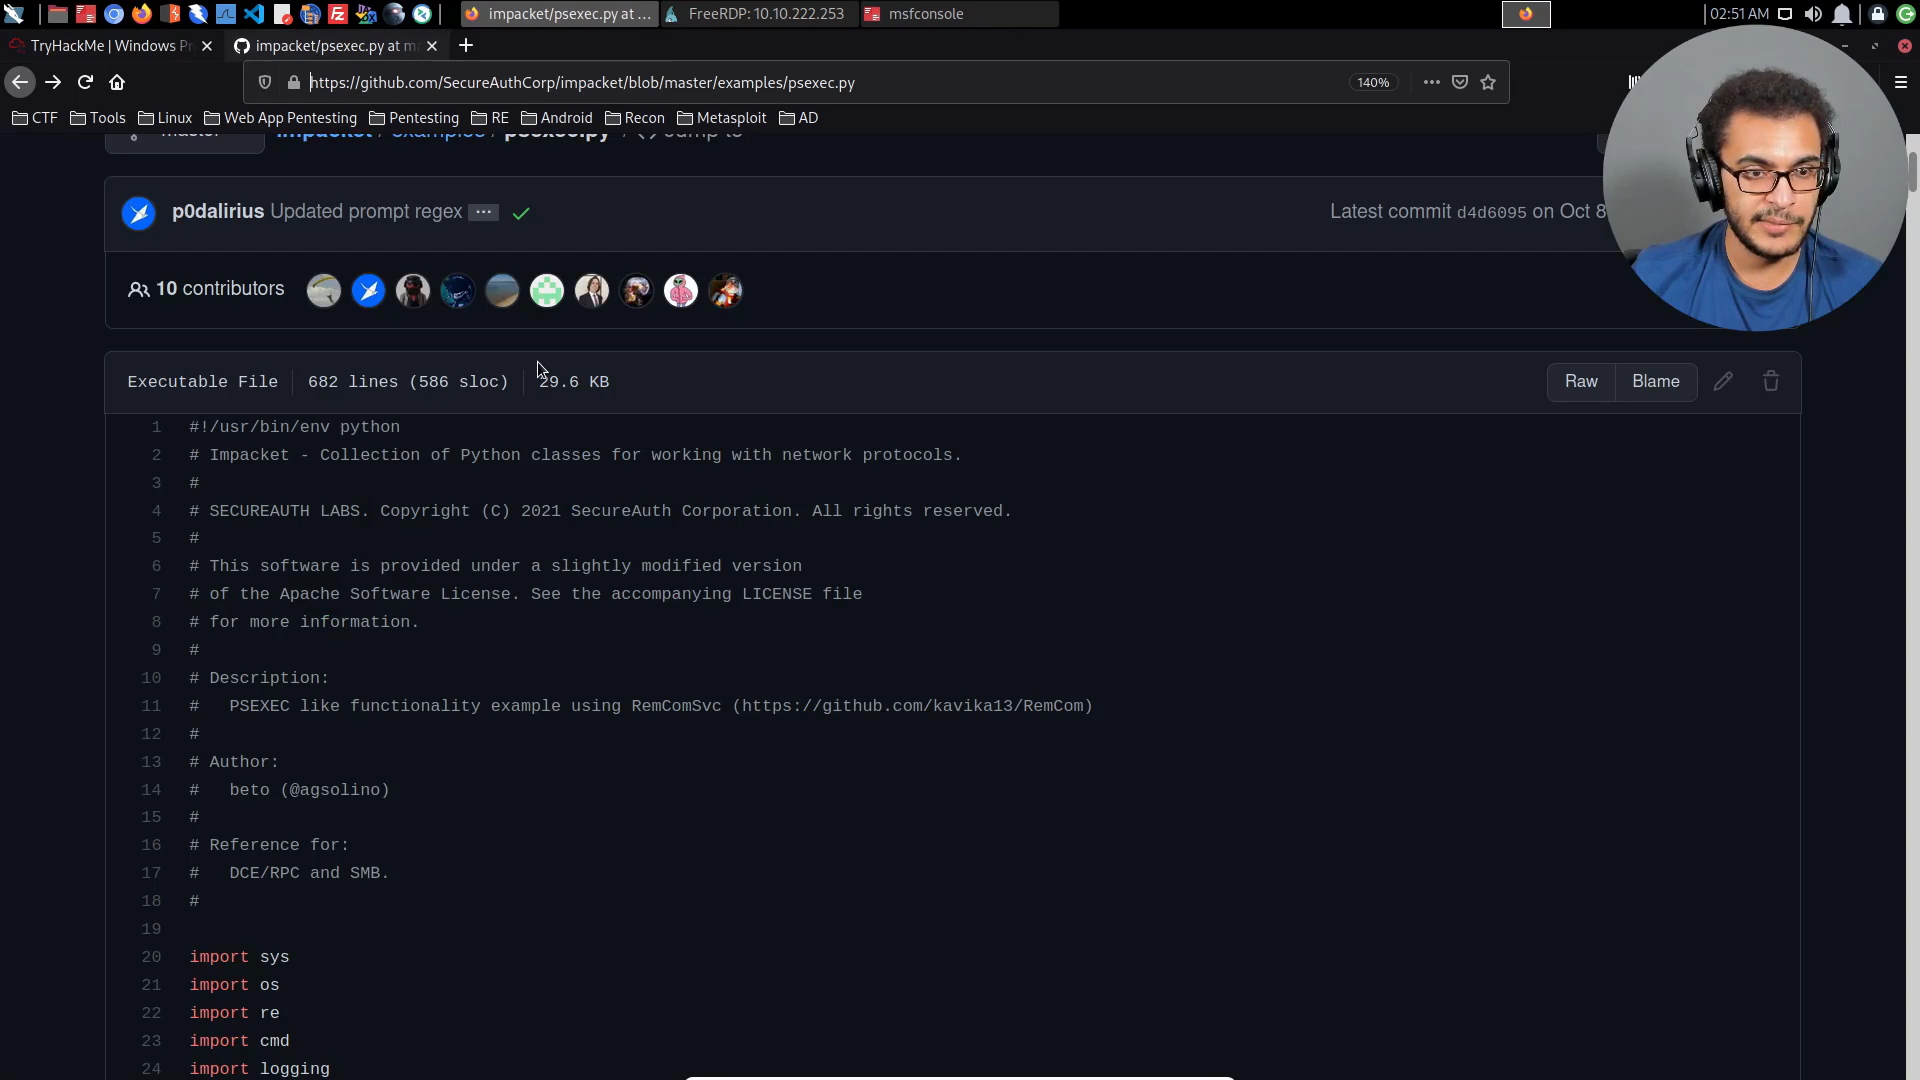 impacket/psexec.py at ...
FreeRDP: 10.10.222.253
msfconsole
02:51 AM
TryHackMe | Windows Pr
impacket/psexec.py at m
https://github.com/SecureAuthCorp/impacket/blob/master/examples/psexec.py
140%
CTF Tools Linux Web App Pentesting Pentesting RE Android Recon Metasploit AD
master impacket / examples / psexec.py / <> Jump to
p0dalirius Updated prompt regex ...
Latest commit d4d6095 on Oct 8
10 contributors
Executable File 682 lines (586 sloc) 29.6 KB
Raw Blame
1 #!/usr/bin/env python
2 # Impacket - Collection of Python classes for working with network protocols.
3 #
4 # SECUREAUTH LABS. Copyright (C) 2021 SecureAuth Corporation. All rights reserved.
5 #
6 # This software is provided under a slightly modified version
7 # of the Apache Software License. See the accompanying LICENSE file
8 # for more information.
9 #
10 # Description:
11 #   PSEXEC like functionality example using RemComSvc (https://github.com/kavika13/RemCom)
12 #
13 # Author:
14 #   beto (@agsolino)
15 #
16 # Reference for:
17 #   DCE/RPC and SMB.
18 #
19
20 import sys
21 import os
22 import re
23 import cmd
24 import logging